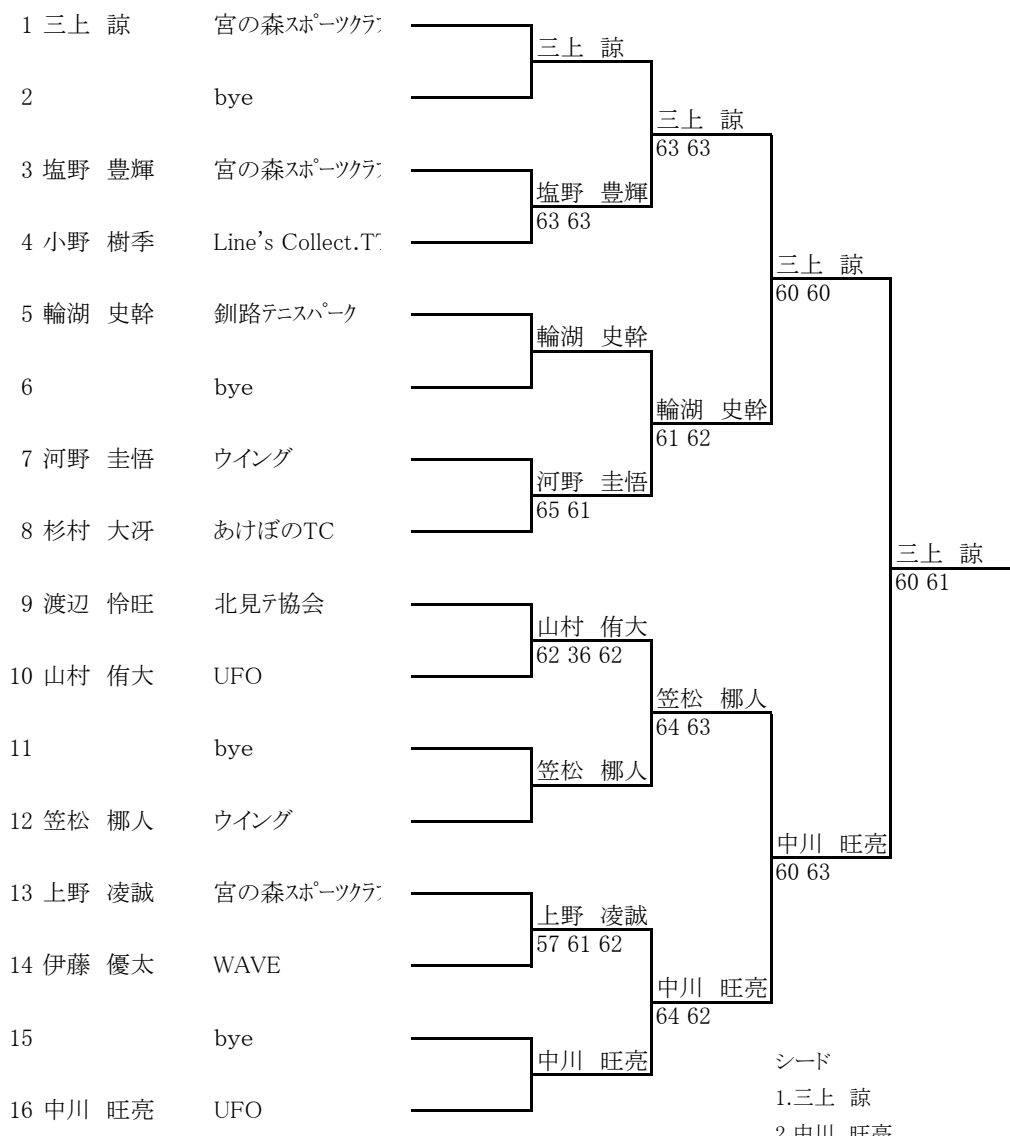 1 三上 諒 宮の森スポーツクラブ
三上 諒
2 bye
三上 諒
63 63
3 塩野 豊輝 宮の森スポーツクラブ
塩野 豊輝
63 63
4 小野 樹季 Line's Collect.TT
三上 諒
60 60
5 輪湖 史幹 釧路テニスパーク
輪湖 史幹
6 bye
輪湖 史幹
61 62
7 河野 圭悟 ウイング
河野 圭悟
65 61
8 杉村 大冴 あけぼのTC
三上 諒
60 61
9 渡辺 怜旺 北見テ協会
山村 侑大
62 36 62
10 山村 侑大 UFO
笠松 梛人
64 63
11 bye
笠松 梛人
12 笠松 梛人 ウイング
中川 旺亮
60 63
13 上野 凌誠 宮の森スポーツクラブ
上野 凌誠
57 61 62
14 伊藤 優太 WAVE
中川 旺亮
64 62
15 bye
中川 旺亮
シード
1.三上 諒
16 中川 旺亮 UFO
2.中川 旺亮